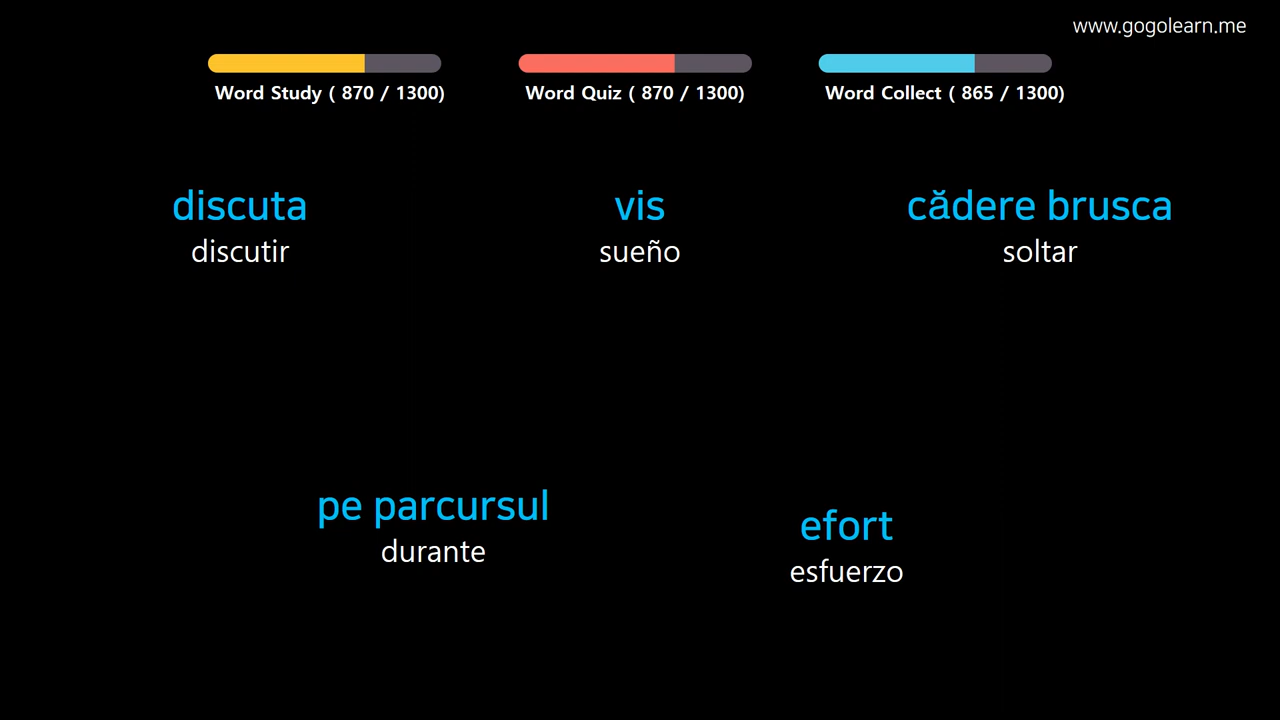 www.gogolearn.me
Word Study ( 870 / 1300)
Word Quiz ( 870 / 1300)
Word Collect ( 865 / 1300)
discuta
discutir
vis
sueño
cădere brusca
soltar
pe parcursul
durante
efort
esfuerzo